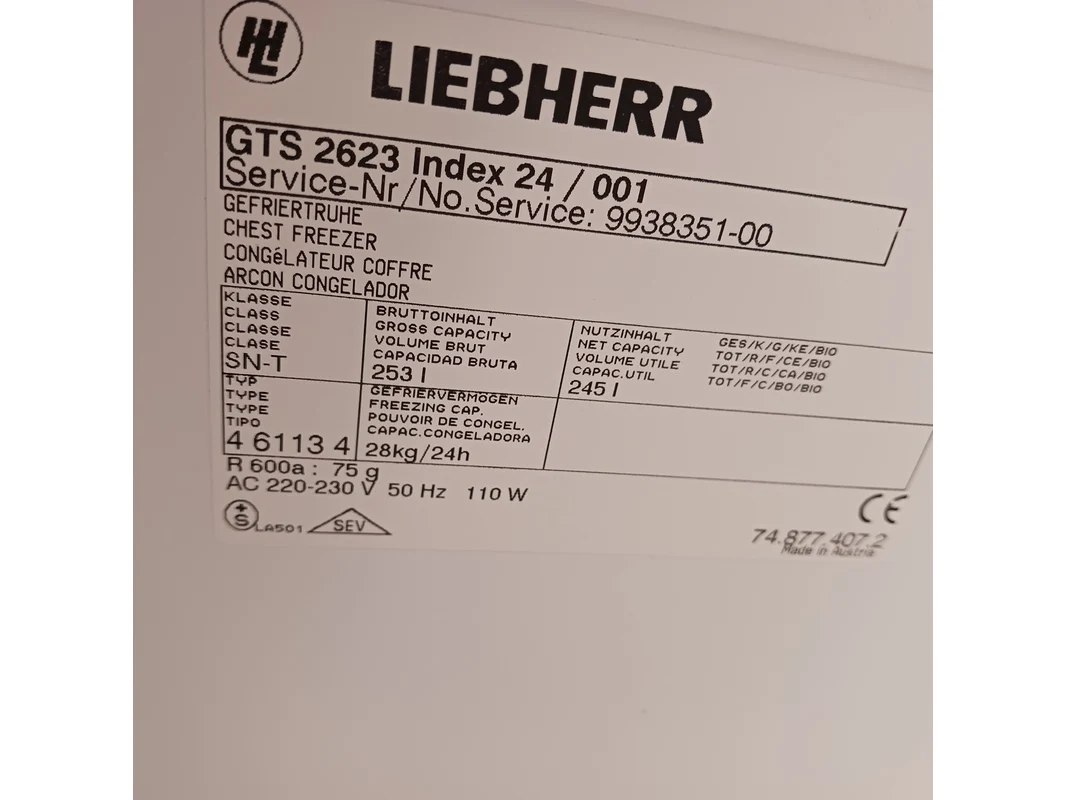 LIEBHERR
GTS 2623 Index 24 / 001
Service-Nr/No.Service: 9938351-00
GEFRIERTRUHE
CHEST FREEZER
CONGéLATEUR COFFRE
ARCON CONGELADOR
KLASSE
CLASS
CLASSE
CLASE
SN-T
BRUTTOINHALT
GROSS CAPACITY
VOLUME BRUT
CAPACIDAD BRUTA
253 l
NUTZINHALT
NET CAPACITY
VOLUME UTILE
CAPAC.UTIL
245 l
GES/K/G/KE/BIO
TOT/R/F/CE/BIO
TOT/R/C/CA/BIO
TOT/F/C/BO/BIO
TYP
TYPE
TYPE
TIPO
4 6113 4
GEFRIERVERMÖGEN
FREEZING CAP.
POUVOIR DE CONGEL.
CAPAC.CONGELADORA
28kg/24h
R 600a : 75 g
AC 220-230 V 50 Hz 110 W
S LA501 SEV
CE
74.877.407.2
Made in Austria